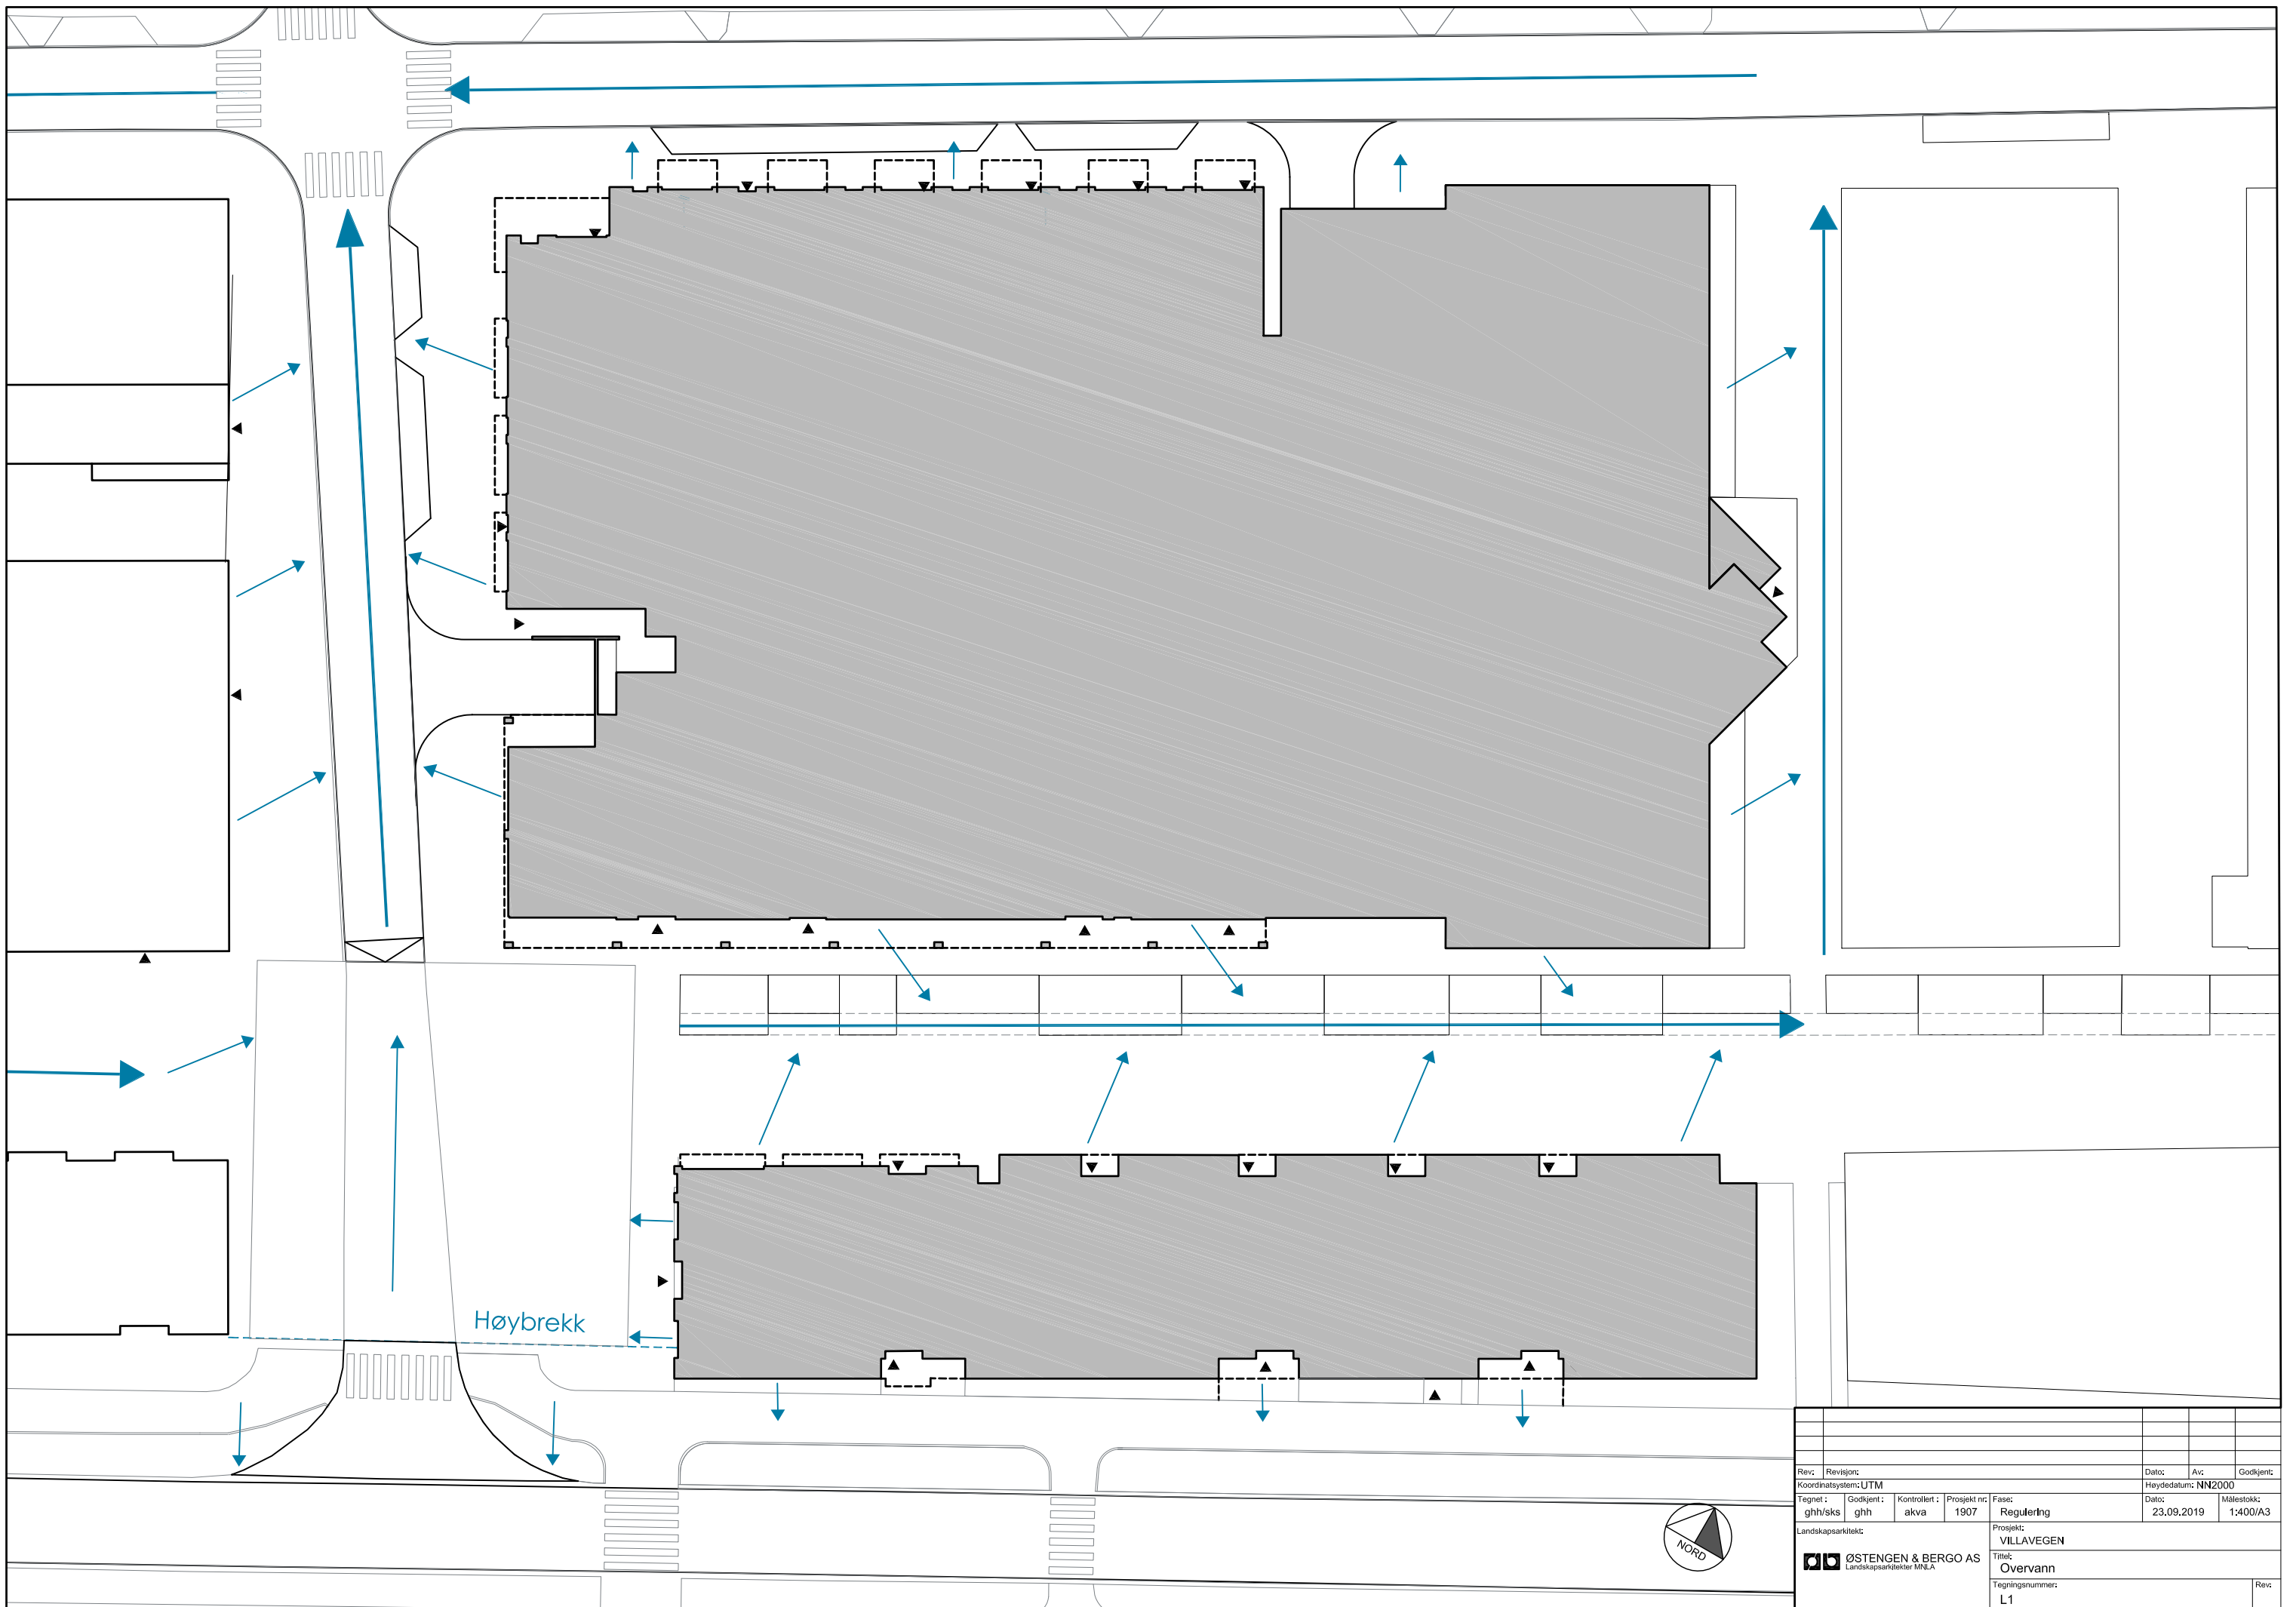 Høybrekk
NORD
Rev: Revisjon: Dato: Av: Godkjent:
Koordinatsystem: UTM Høydedatum: NN2000
Tegnet : Godkjent : Kontrollert : Prosjekt nr: Fase: Dato: Målestokk:
ghh/sks ghh akva 1907 Regulering 23.09.2019 1:400/A3
Landskapsarkitekt: Prosjekt:
VILLAVEGEN
ØSTENGEN & BERGO AS
Landskapsarkitekter MNLA
Tittel:
Overvann
Tegningsnummer: Rev:
L1